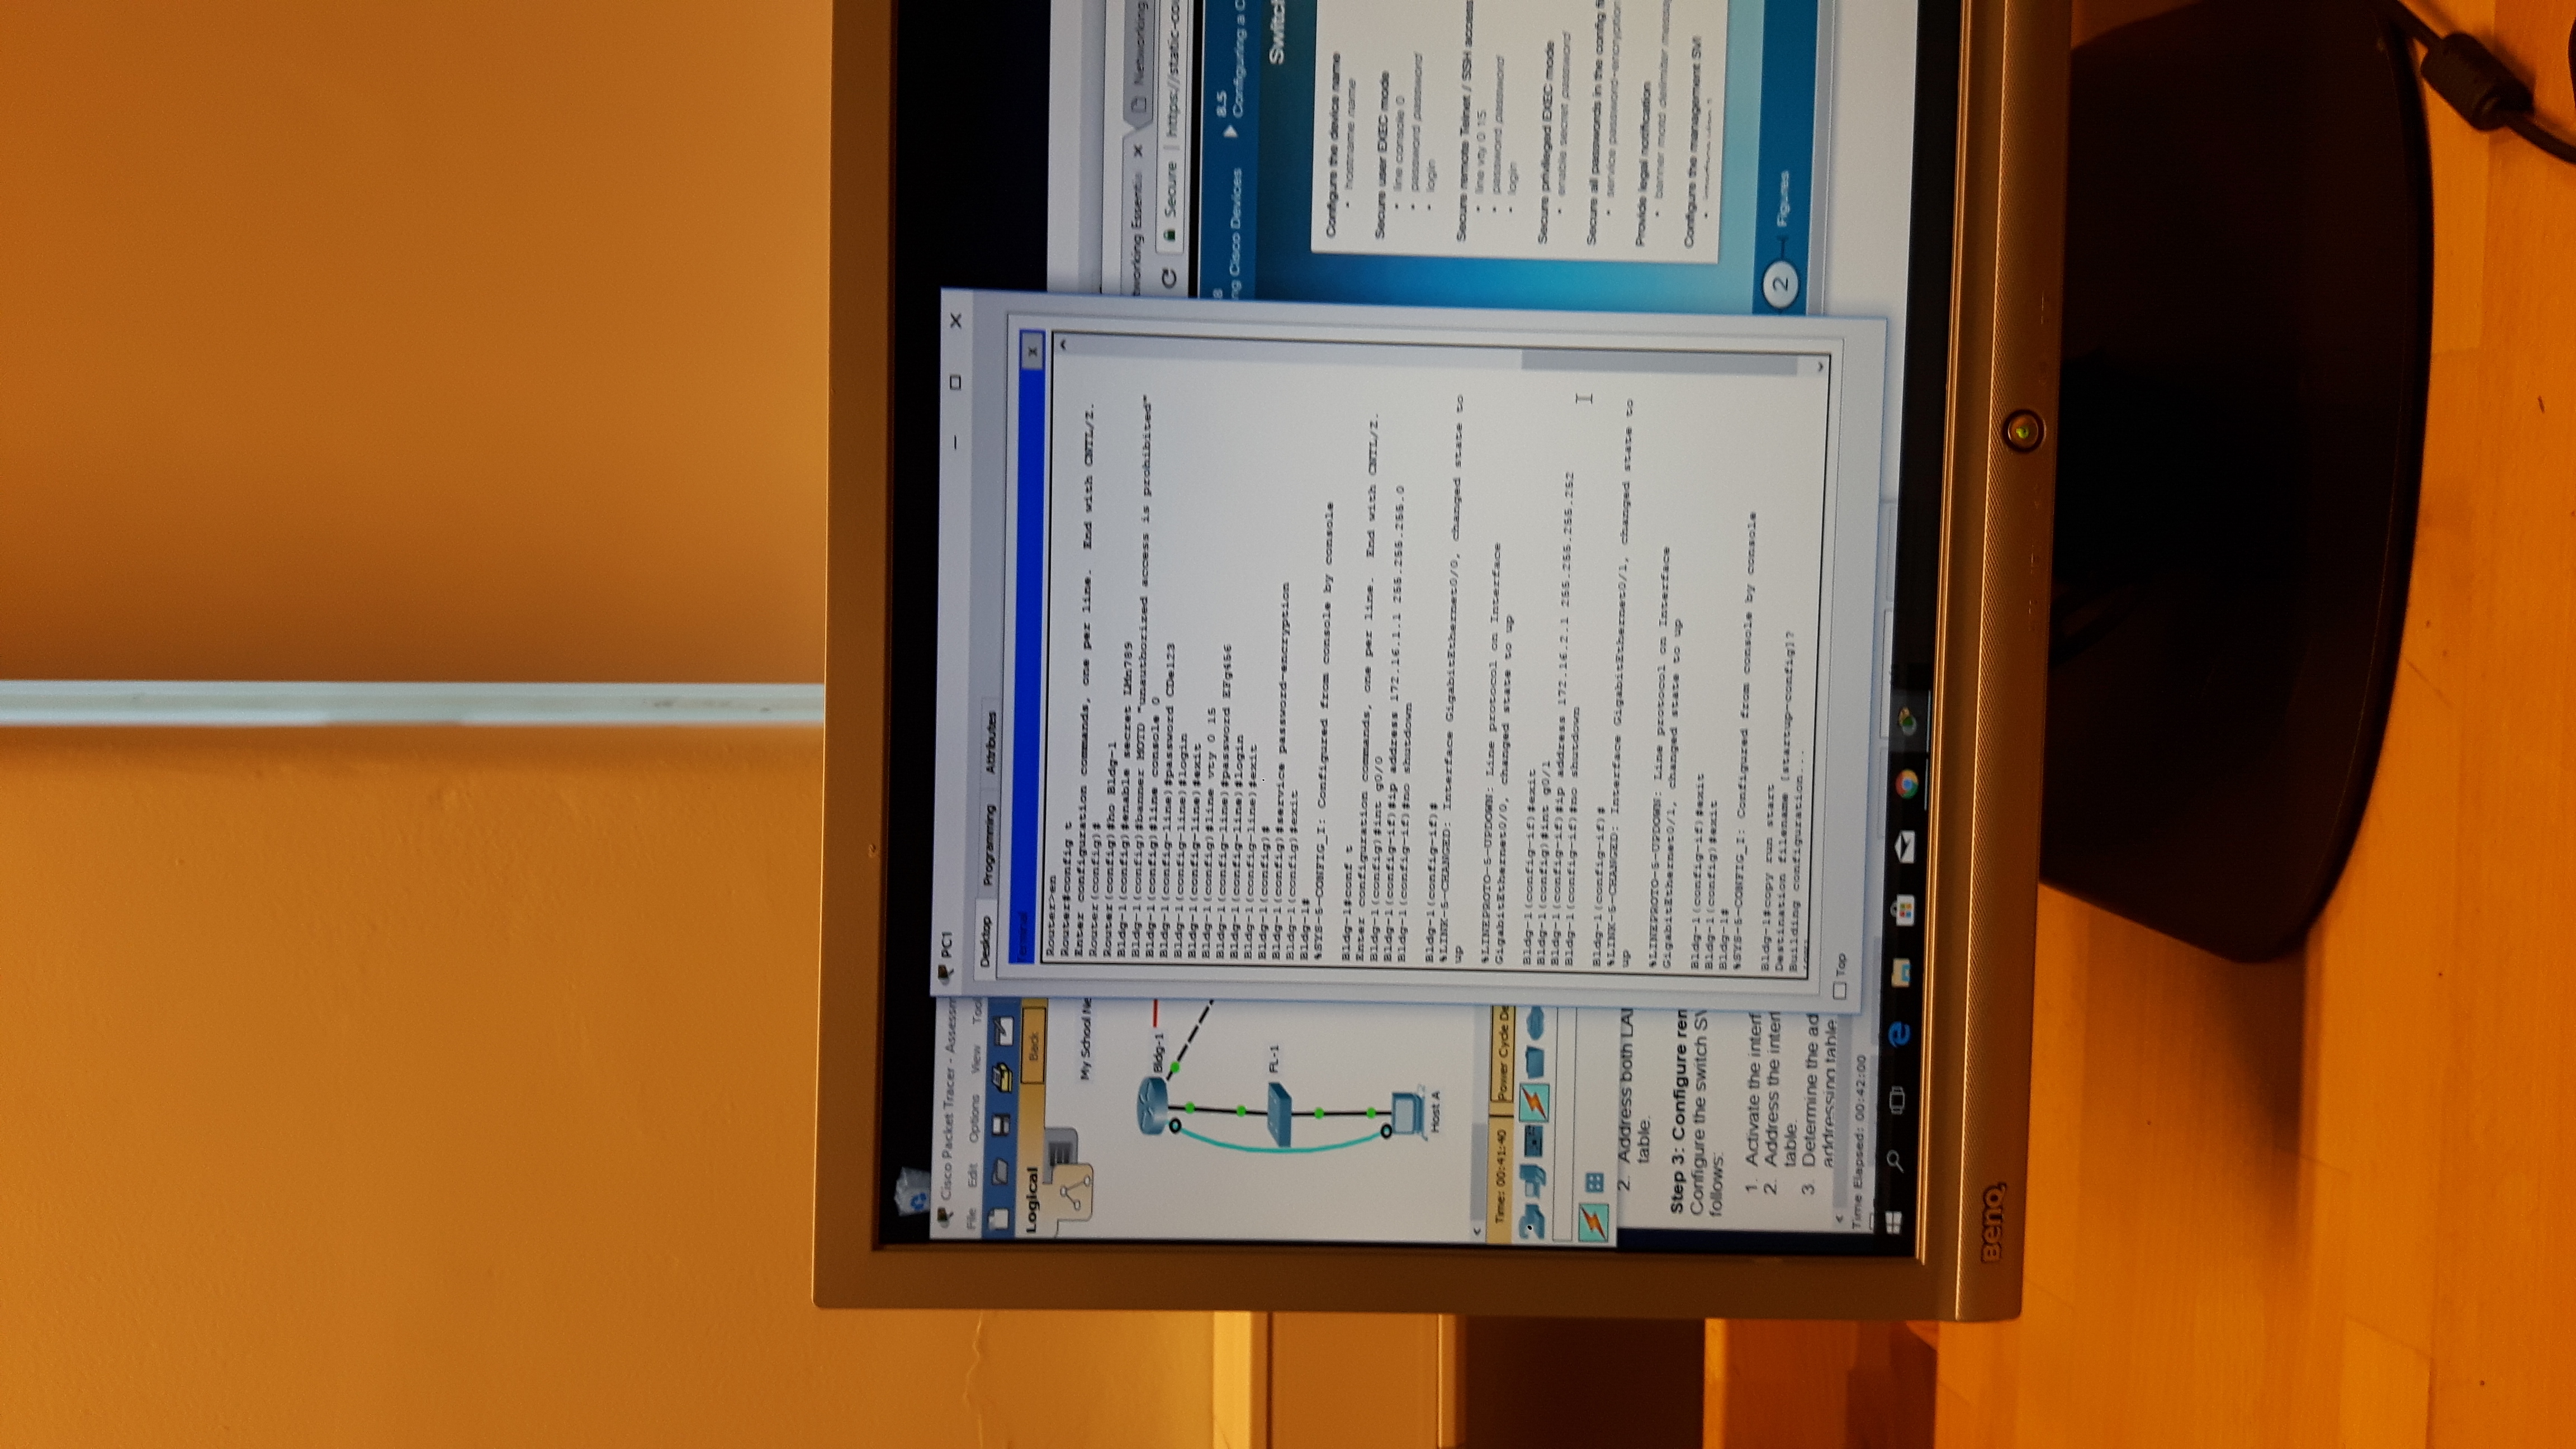 Cisco Packet Tracer - Assessm
File Edit Options View Tool
Logical
Back
My School Ne
Bldg-1
FL-1
Host A
Time: 00:41:40
Power Cycle De
2. Address both LA
table.
Step 3: Configure rem
Configure the switch SV
follows:
1. Activate the interf
2. Address the interf
table.
3. Determine the ad
addressing table
Time Elapsed: 00:42:00
PC1
Desktop Programming Attributes
Terminal
X
Router>en
Router#config t
Enter configuration commands, one per line. End with CNTL/Z.
Router(config)#
Router(config)#ho Bldg-1
Bldg-1(config)#enable secret LMn789
Bldg-1(config)#banner MOTD "unauthorized access is prohibited"
Bldg-1(config)#line console 0
Bldg-1(config-line)#password CDe123
Bldg-1(config-line)#login
Bldg-1(config-line)#exit
Bldg-1(config)#line vty 0 15
Bldg-1(config-line)#password EFg456
Bldg-1(config-line)#login
Bldg-1(config-line)#exit
Bldg-1(config)#
Bldg-1(config)#service password-encryption
Bldg-1(config)#exit
Bldg-1#
%SYS-5-CONFIG_I: Configured from console by console
Bldg-1#conf t
Enter configuration commands, one per line. End with CNTL/Z.
Bldg-1(config)#int g0/0
Bldg-1(config-if)#ip address 172.16.1.1 255.255.255.0
Bldg-1(config-if)#no shutdown
Bldg-1(config-if)#
%LINK-5-CHANGED: Interface GigabitEthernet0/0, changed state to
up
%LINEPROTO-5-UPDOWN: Line protocol on Interface
GigabitEthernet0/0, changed state to up
Bldg-1(config-if)#exit
Bldg-1(config)#int g0/1
Bldg-1(config-if)#ip address 172.16.2.1 255.255.255.252
Bldg-1(config-if)#no shutdown
Bldg-1(config-if)#
%LINK-5-CHANGED: Interface GigabitEthernet0/1, changed state to
up
%LINEPROTO-5-UPDOWN: Line protocol on Interface
GigabitEthernet0/1, changed state to up
Bldg-1(config-if)#exit
Bldg-1(config)#exit
Bldg-1#
%SYS-5-CONFIG_I: Configured from console by console
Bldg-1#copy run start
Destination filename [startup-config]?
Building configuration...
Top
tworking Essentia
Networking
Secure https://static-co
8
ng Cisco Devices
8.5
Configuring a C
Switch
Configure the device name
• hostname name
Secure user EXEC mode
• line console 0
• password password
• login
Secure remote Telnet / SSH access
• line vty 0 15
• password password
• login
Secure privileged EXEC mode
• enable secret password
Secure all passwords in the config fi
• service password-encryption
Provide legal notification
• banner motd delimiter messa
Configure the management SVI
2
Figures
BenQ